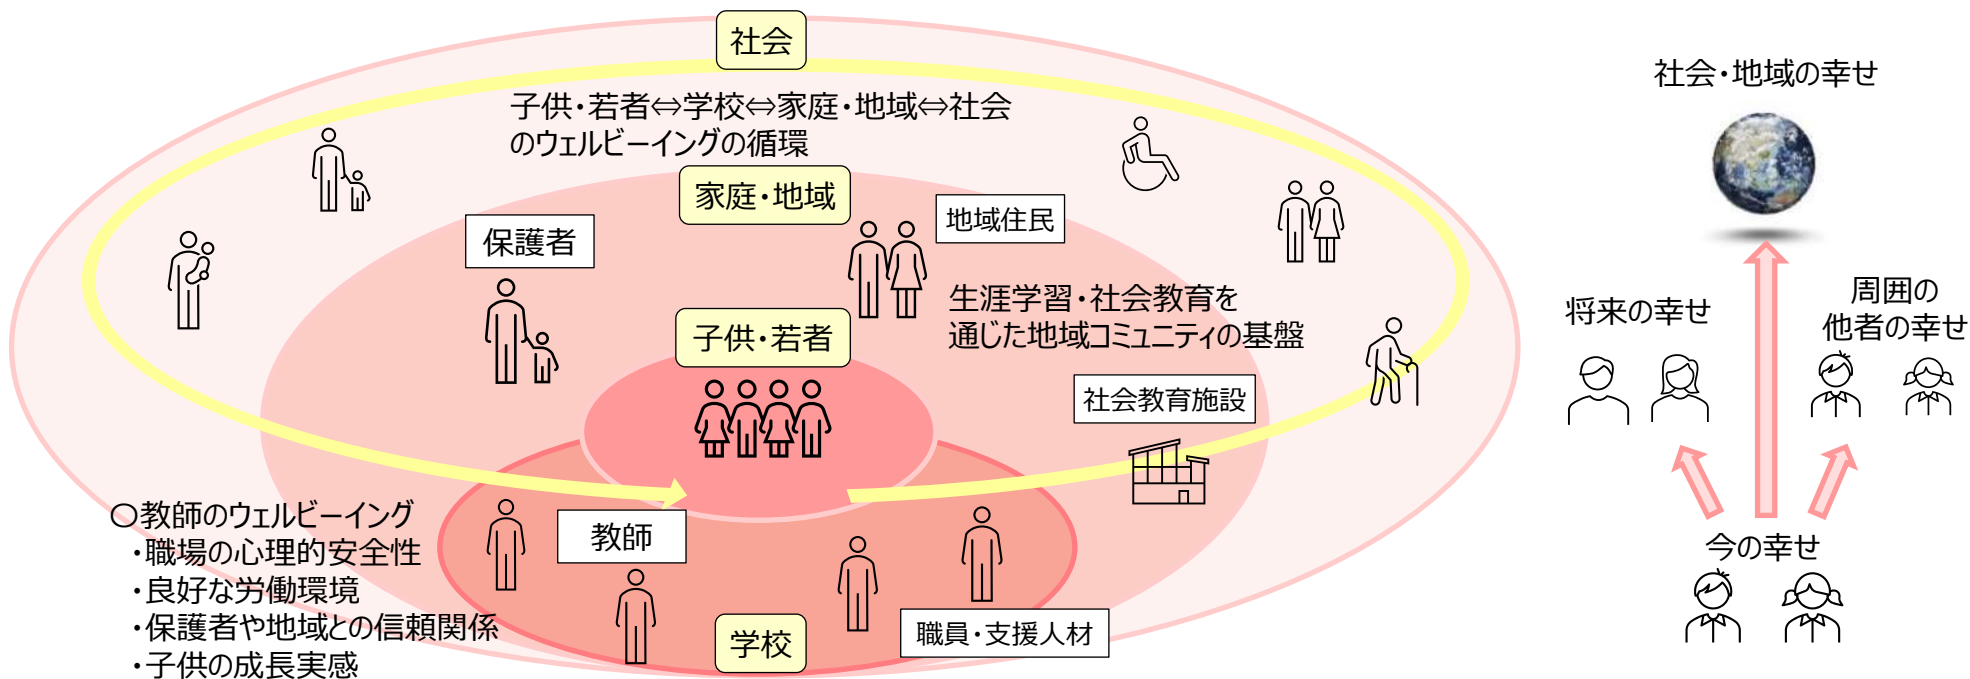 社会
子供・若者⇔学校⇔家庭・地域⇔社会
のウェルビーイングの循環
家庭・地域
保護者
地域住民
生涯学習・社会教育を
通じた地域コミュニティの基盤
子供・若者
社会教育施設
〇教師のウェルビーイング
・職場の心理的安全性
・良好な労働環境
・保護者や地域との信頼関係
・子供の成長実感
教師
職員・支援人材
学校
社会・地域の幸せ
将来の幸せ
周囲の
他者の幸せ
今の幸せ